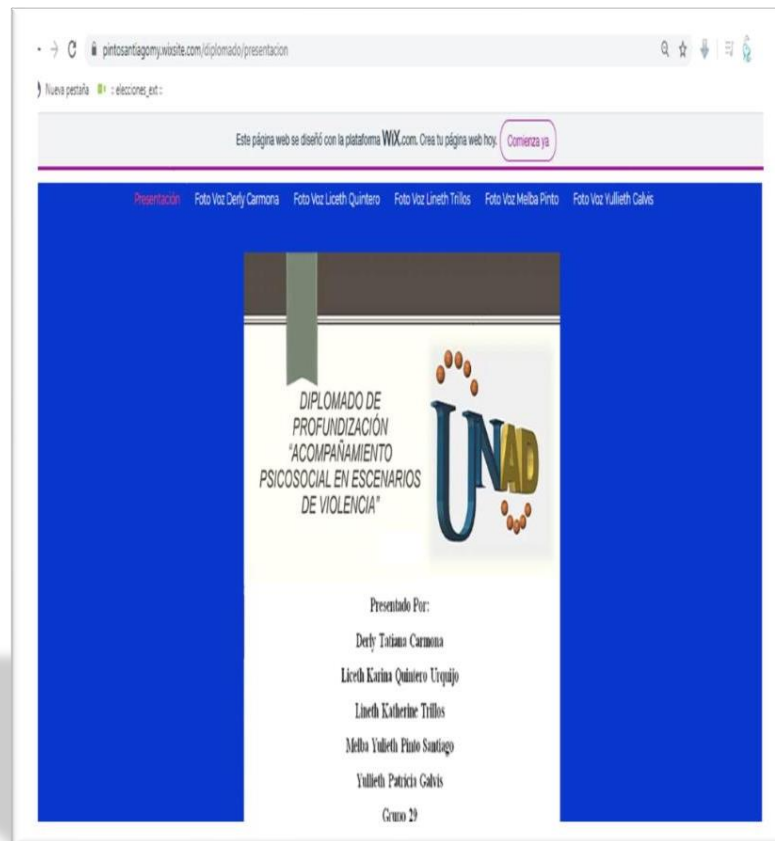 pintosantiagomy.wixsite.com/diplomado/presentacion
Nueva pestaña :: elecciones_ext ::
Este página web se diseñó con la plataforma WiX.com. Crea tu página web hoy. Comienza ya
Presentación Foto Voz Derly Carmona Foto Voz Liceth Quintero Foto Voz Lineth Trillos Foto Voz Melba Pinto Foto Voz Yullieth Galvis
DIPLOMADO DE
PROFUNDIZACIÓN
“ACOMPAÑAMIENTO
PSICOSOCIAL EN ESCENARIOS
DE VIOLENCIA”
UNAD
Presentado Por:
Derly Tatiana Carmona
Liceth Karina Quintero Urquijo
Lineth Katherine Trillos
Melba Yulieth Pinto Santiago
Yullieth Patricia Galvis
Grupo 29